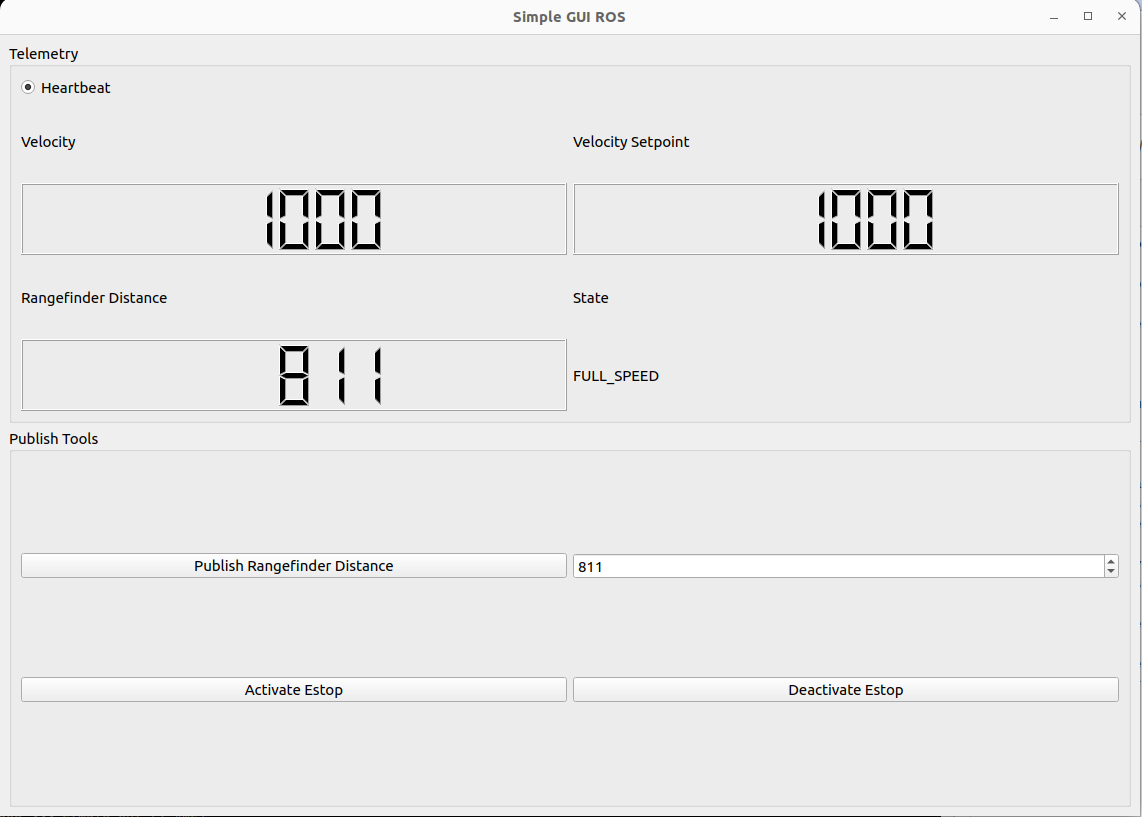 Simple GUI ROS
Telemetry
Heartbeat
Velocity
Velocity Setpoint
1000
1000
Rangefinder Distance
State
811
FULL_SPEED
Publish Tools
Publish Rangefinder Distance
811
Activate Estop
Deactivate Estop